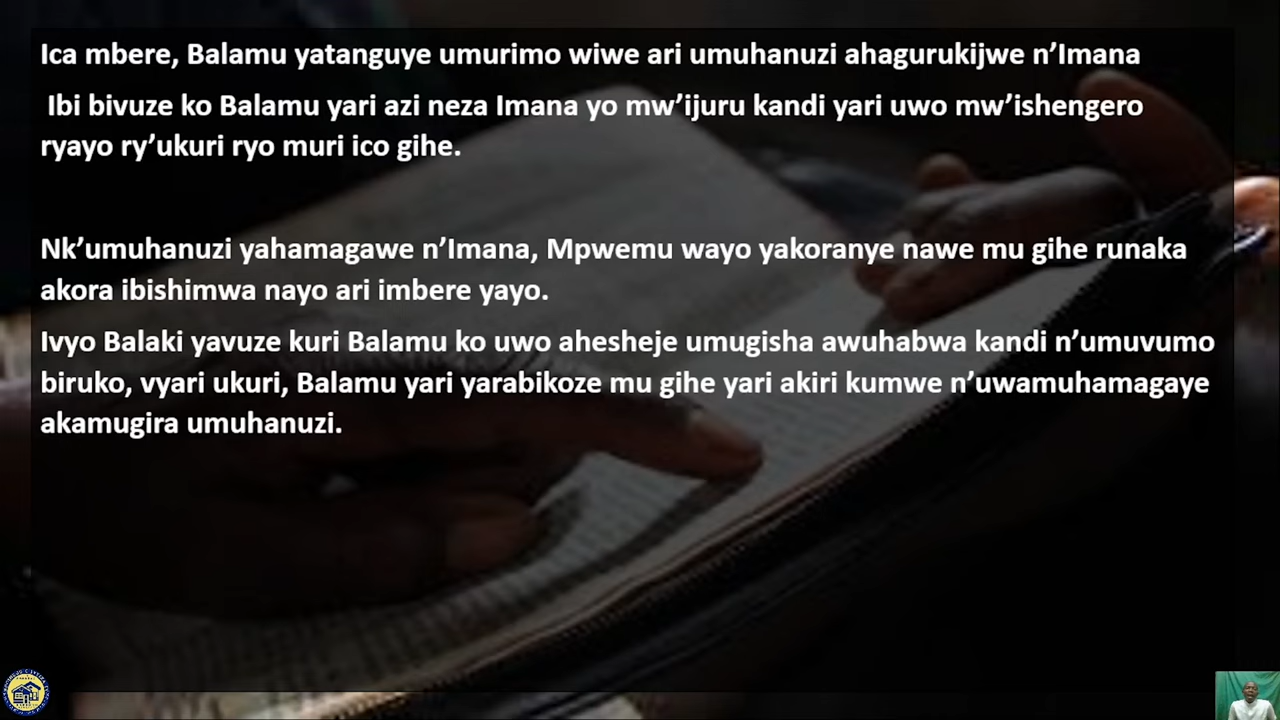 Ica mbere, Balamu yatanguye umurimo wiwe ari umuhanuzi ahagurukijwe n’Imana
Ibi bivuze ko Balamu yari azi neza Imana yo mw’ijuru kandi yari uwo mw’ishengero
ryayo ry’ukuri ryo muri ico gihe.
Nk’umuhanuzi yahamagawe n’Imana, Mpwemu wayo yakoranye nawe mu gihe runaka
akora ibishimwa nayo ari imbere yayo.
Ivyo Balaki yavuze kuri Balamu ko uwo ahesheje umugisha awuhabwa kandi n’umuvumo
biruko, vyari ukuri, Balamu yari yarabikoze mu gihe yari akiri kumwe n’uwamuhamagaye
akamugira umuhanuzi.